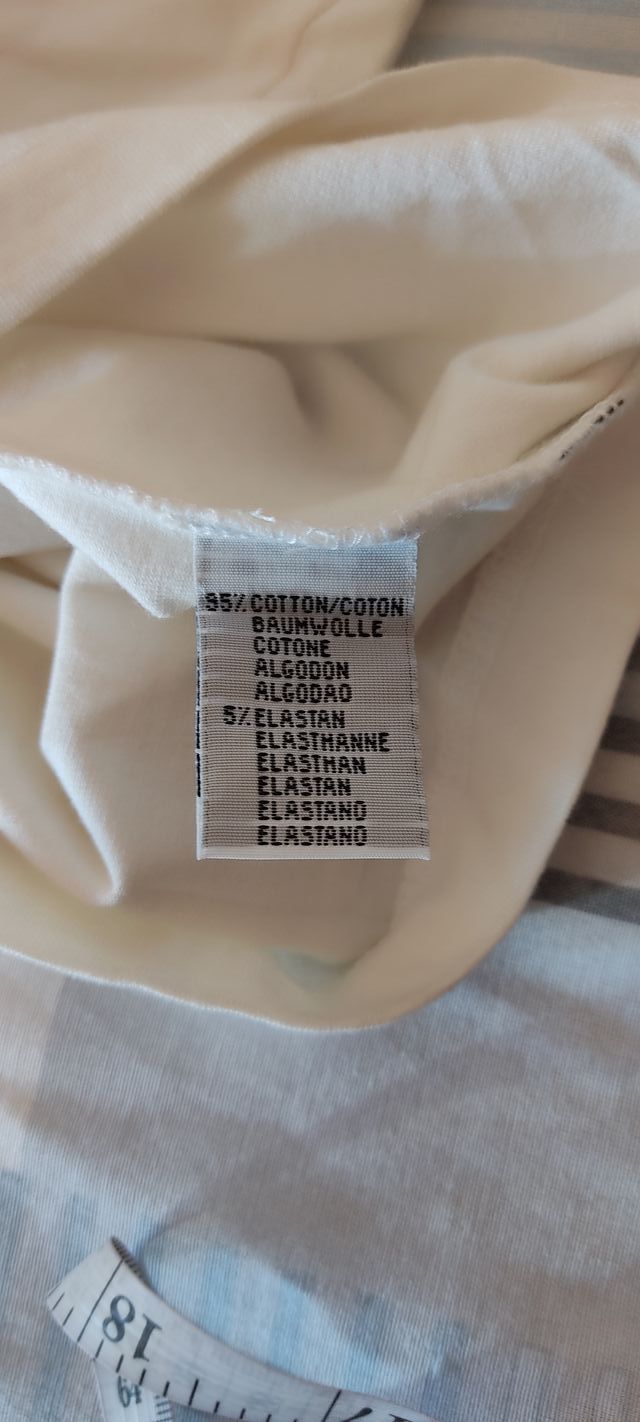 95% COTTON/COTON
BAUMWOLLE
COTONE
ALGODON
ALGODAO
5% ELASTAN
ELASTHANNE
ELASTHAN
ELASTAN
ELASTANO
ELASTANO
18